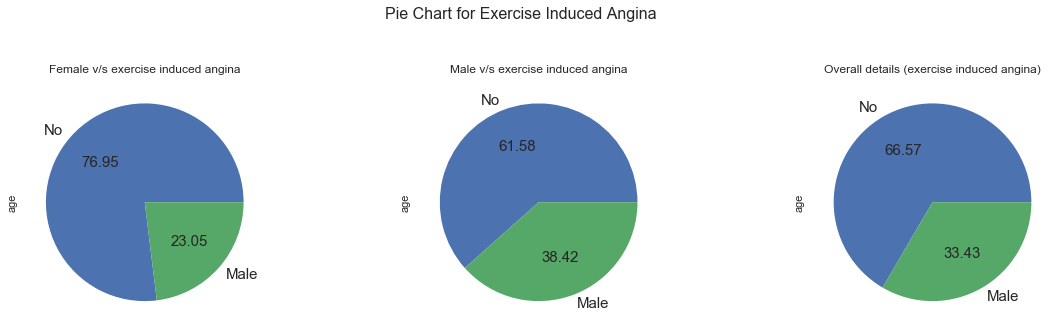 Pie Chart for Exercise Induced Angina
Female v/s exercise induced angina
No
76.95
23.05
Male
age
Male v/s exercise induced angina
No
61.58
38.42
Male
age
Overall details (exercise induced angina)
No
66.57
33.43
Male
age